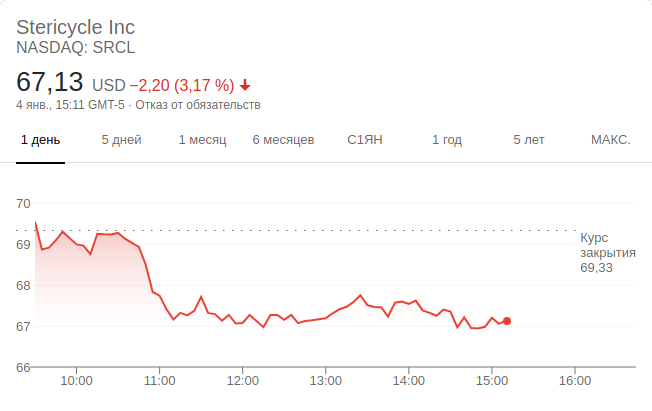 Stericycle Inc
NASDAQ: SRCL
67,13 USD −2,20 (3,17 %)
4 янв., 15:11 GMT-5 · Отказ от обязательств
1 день 5 дней 1 месяц 6 месяцев С1ЯН 1 год 5 лет МАКС.
70
69
68
67
66
Курс
закрытия
69,33
10:00 11:00 12:00 13:00 14:00 15:00 16:00